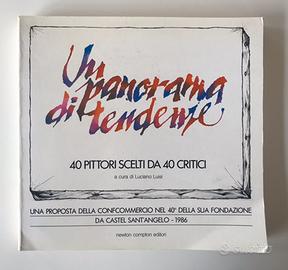 Un
panorama
di tendenze
40 PITTORI SCELTI DA 40 CRITICI
a cura di Luciano Luisi
UNA PROPOSTA DELLA CONFCOMMERCIO NEL 40° DELLA SUA FONDAZIONE
DA CASTEL SANT'ANGELO - 1986
newton compton editori
subito